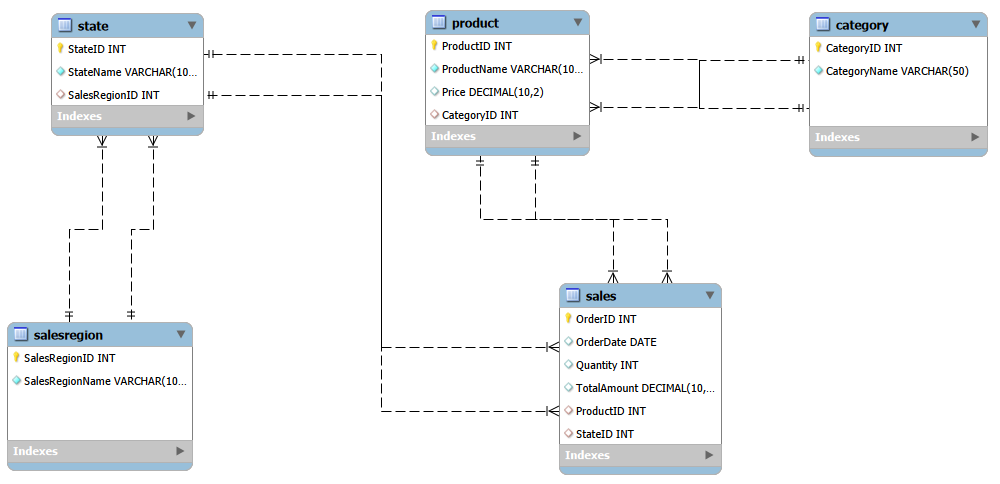 state
StateID INT
StateName VARCHAR(10...
SalesRegionID INT
Indexes
product
ProductID INT
ProductName VARCHAR(10...
Price DECIMAL(10,2)
CategoryID INT
Indexes
category
CategoryID INT
CategoryName VARCHAR(50)
Indexes
salesregion
SalesRegionID INT
SalesRegionName VARCHAR(10...
Indexes
sales
OrderID INT
OrderDate DATE
Quantity INT
TotalAmount DECIMAL(10,...
ProductID INT
StateID INT
Indexes